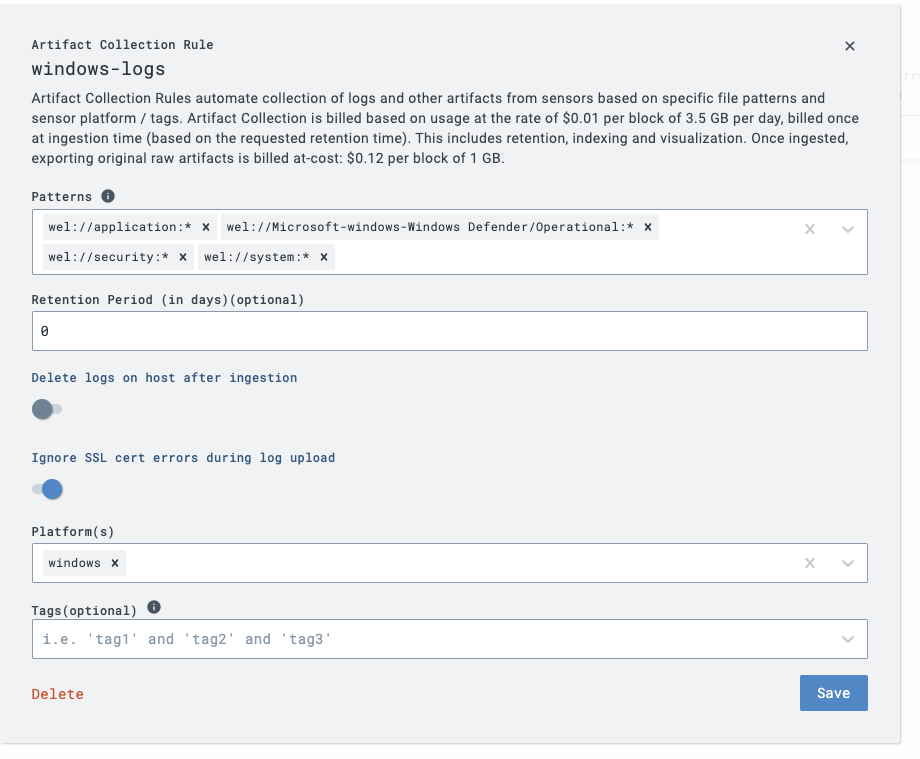 Artifact Collection Rule
windows-logs
Artifact Collection Rules automate collection of logs and other artifacts from sensors based on specific file patterns and
sensor platform / tags. Artifact Collection is billed based on usage at the rate of $0.01 per block of 3.5 GB per day, billed once
at ingestion time (based on the requested retention time). This includes retention, indexing and visualization. Once ingested,
exporting original raw artifacts is billed at-cost: $0.12 per block of 1 GB.
Patterns
wel://application:* wel://Microsoft-windows-Windows Defender/Operational:*
wel://security:* wel://system:*
Retention Period (in days)(optional)
0
Delete logs on host after ingestion
Ignore SSL cert errors during log upload
Platform(s)
windows
Tags(optional)
i.e. 'tag1' and 'tag2' and 'tag3'
Delete
Save